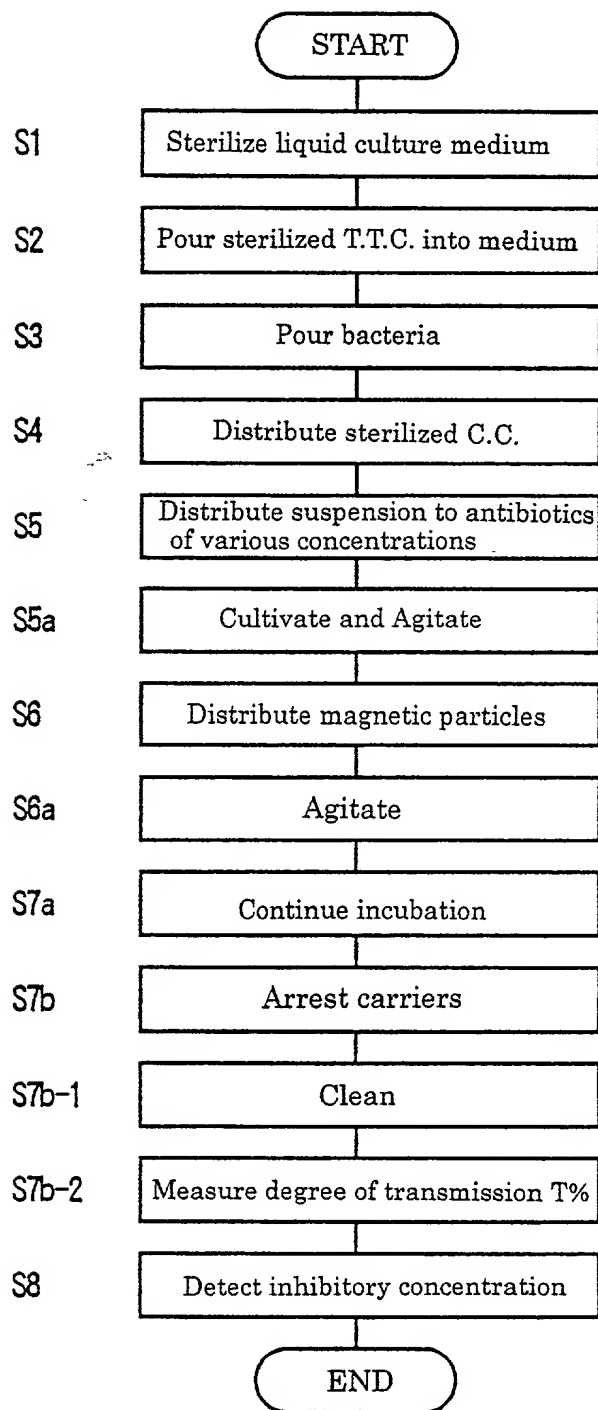 START
S1 Sterilize liquid culture medium
S2 Pour sterilized T.T.C. into medium
S3 Pour bacteria
S4 Distribute sterilized C.C.
S5 Distribute suspension to antibiotics
of various concentrations
S5a Cultivate and Agitate
S6 Distribute magnetic particles
S6a Agitate
S7a Continue incubation
S7b Arrest carriers
S7b-1 Clean
S7b-2 Measure degree of transmission T%
S8 Detect inhibitory concentration
END